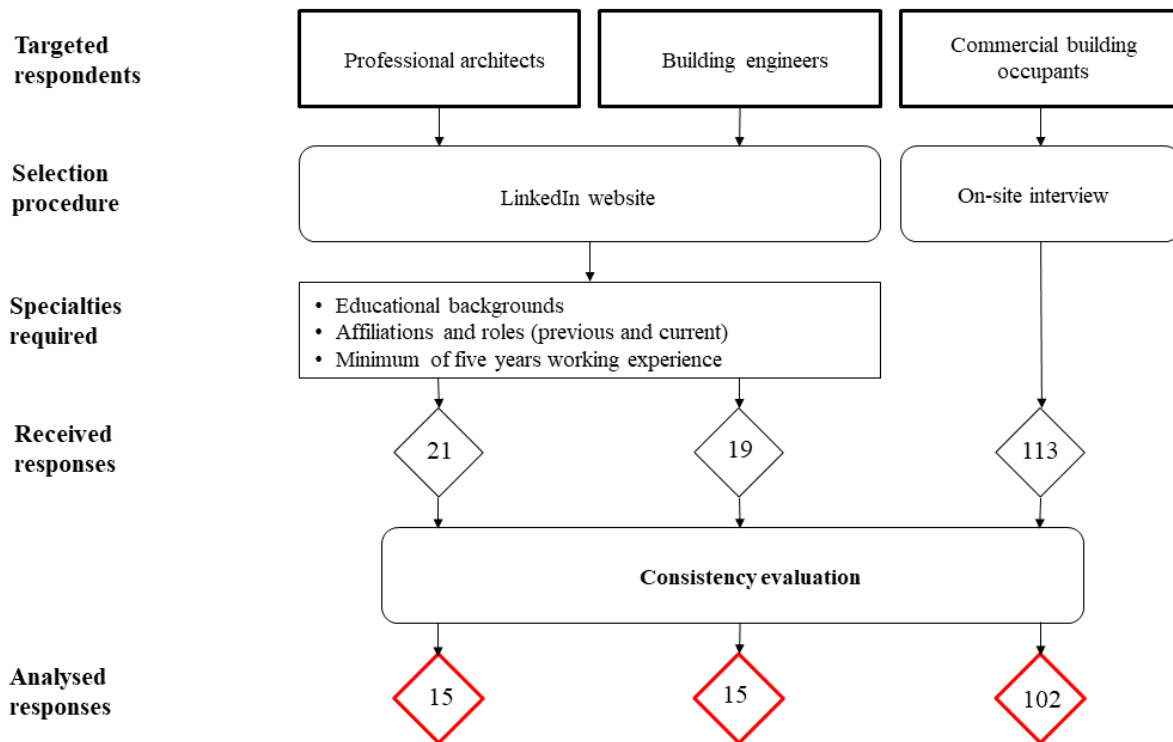 Targeted
respondents
Professional architects
Building engineers
Commercial building
occupants
Selection
procedure
LinkedIn website
On-site interview
Specialties
required
• Educational backgrounds
• Affiliations and roles (previous and current)
• Minimum of five years working experience
Received
responses
21
19
113
Consistency evaluation
Analysed
responses
15
15
102